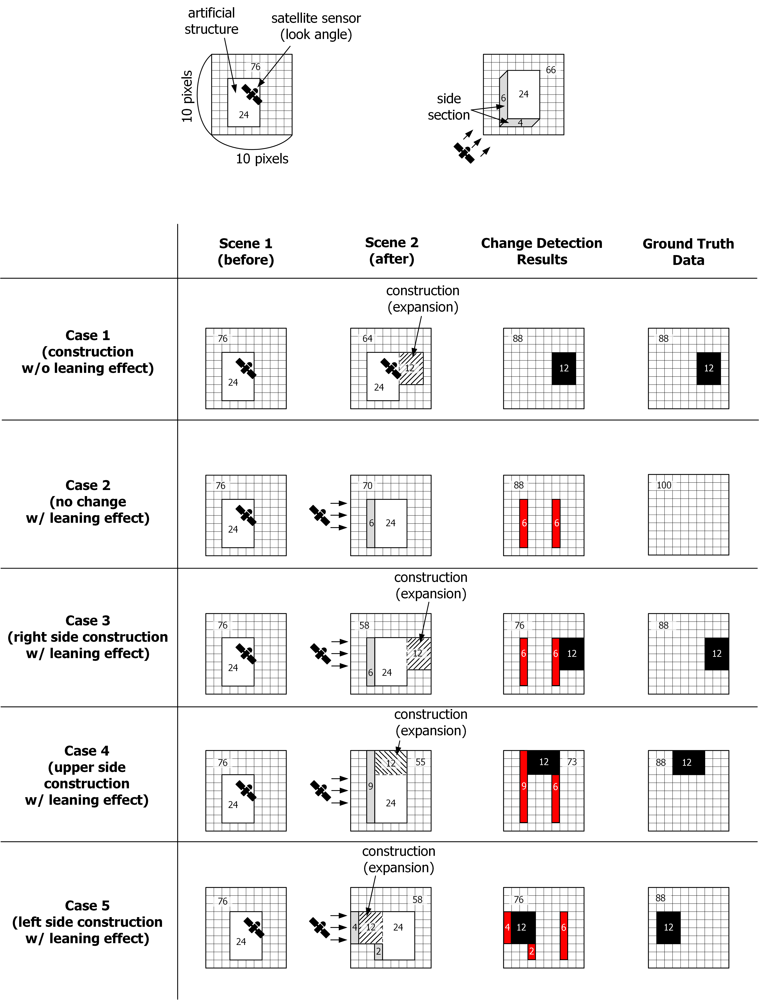 artificial
structure
satellite sensor
(look angle)
76
24
10 pixels
10 pixels
66
6
24
4
side
section
Scene 1
(before)
Scene 2
(after)
Change Detection
Results
Ground Truth
Data
construction
(expansion)
Case 1
(construction
w/o leaning effect)
76
24
64
12
24
88
12
88
12
Case 2
(no change
w/ leaning effect)
76
24
70
6
24
88
6
6
100
construction
(expansion)
Case 3
(right side construction
w/ leaning effect)
76
24
58
12
6
24
76
6
6
12
88
12
construction
(expansion)
Case 4
(upper side
construction
w/ leaning effect)
76
24
12
55
9
24
12
73
9
6
88
12
construction
(expansion)
Case 5
(left side construction
w/ leaning effect)
76
24
58
4
12
24
2
76
4
12
6
2
88
12